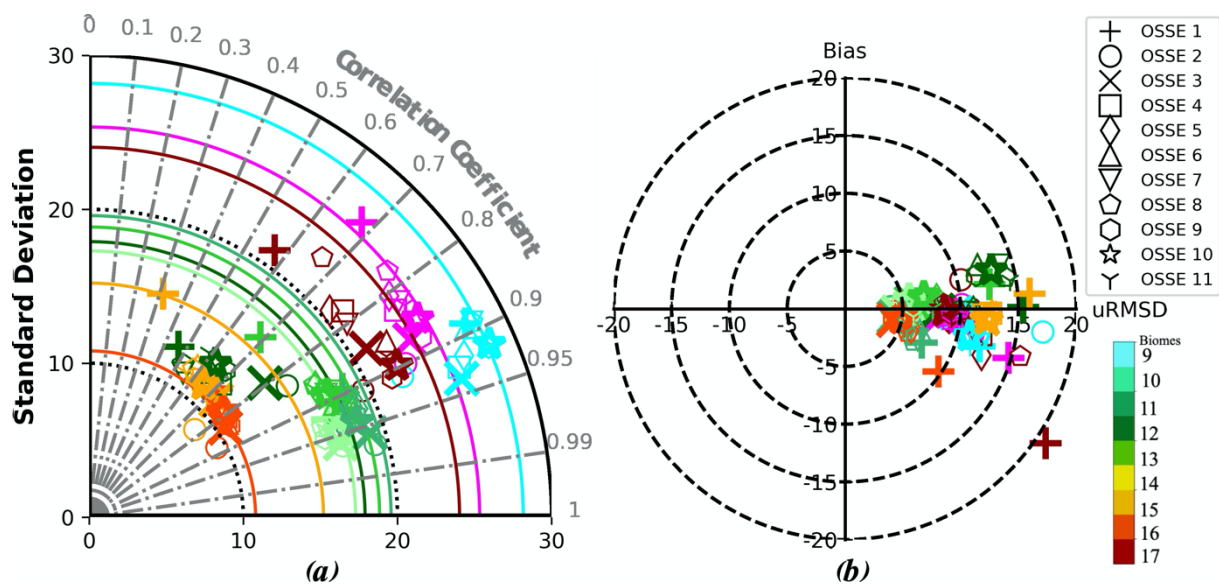 0 0.1 0.2 0.3 0.4 0.5 0.6 0.7 0.8 0.9 0.95 0.99 1
Correlation Coefficient
Standard Deviation
30
20
10
0
0 10 20 30
(a)
Bias
20
15
10
5
-20 -15 -10 -5 5 10 15 20
uRMSD
-5
-10
-15
-20
(b)
OSSE 1
OSSE 2
OSSE 3
OSSE 4
OSSE 5
OSSE 6
OSSE 7
OSSE 8
OSSE 9
OSSE 10
OSSE 11
Biomes
9
10
11
12
13
14
15
16
17